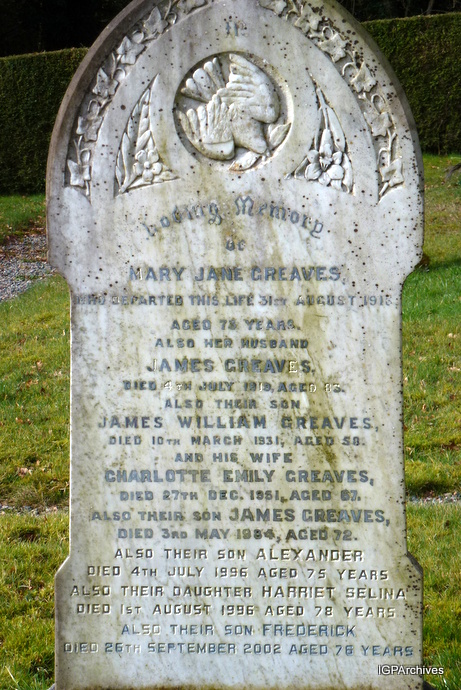 In
Loving Memory
OF
MARY JANE GREAVES,
WHO DEPARTED THIS LIFE 31ST AUGUST
AGED 78 YEARS.
ALSO HER HUSBAND
JAMES GREAVES,
DIED 4TH JULY 1919, AGED 83.
ALSO THEIR SON
JAMES WILLIAM GREAVES,
DIED 10TH MARCH 1931, AGED 58.
AND HIS WIFE
CHARLOTTE EMILY GREAVES,
DIED 27TH DEC. 1951, AGED 67.
ALSO THEIR SON JAMES GREAVES,
DIED 3RD MAY 1984, AGED 72.
ALSO THEIR SON ALEXANDER
DIED 4TH JULY 1996 AGED 75 YEARS
ALSO THEIR DAUGHTER HARRIET SELINA
DIED 1ST AUGUST 1996 AGED 78 YEARS.
ALSO THEIR SON FREDERICK
DIED 26TH SEPTEMBER 2002 AGED 76 YEARS
IGPArchives